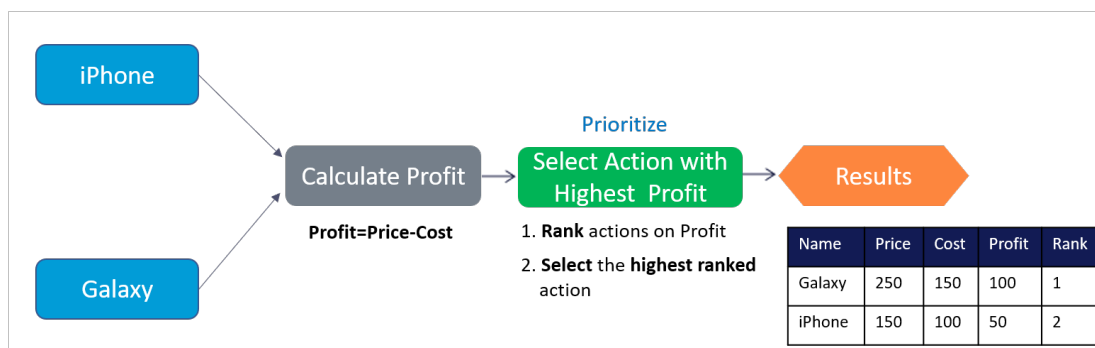 iPhone
Galaxy
Calculate Profit
Profit=Price-Cost
Prioritize
Select Action with
Highest Profit
1. Rank actions on Profit
2. Select the highest ranked
action
Results
Name Price Cost Profit Rank
Galaxy 250 150 100 1
iPhone 150 100 50 2